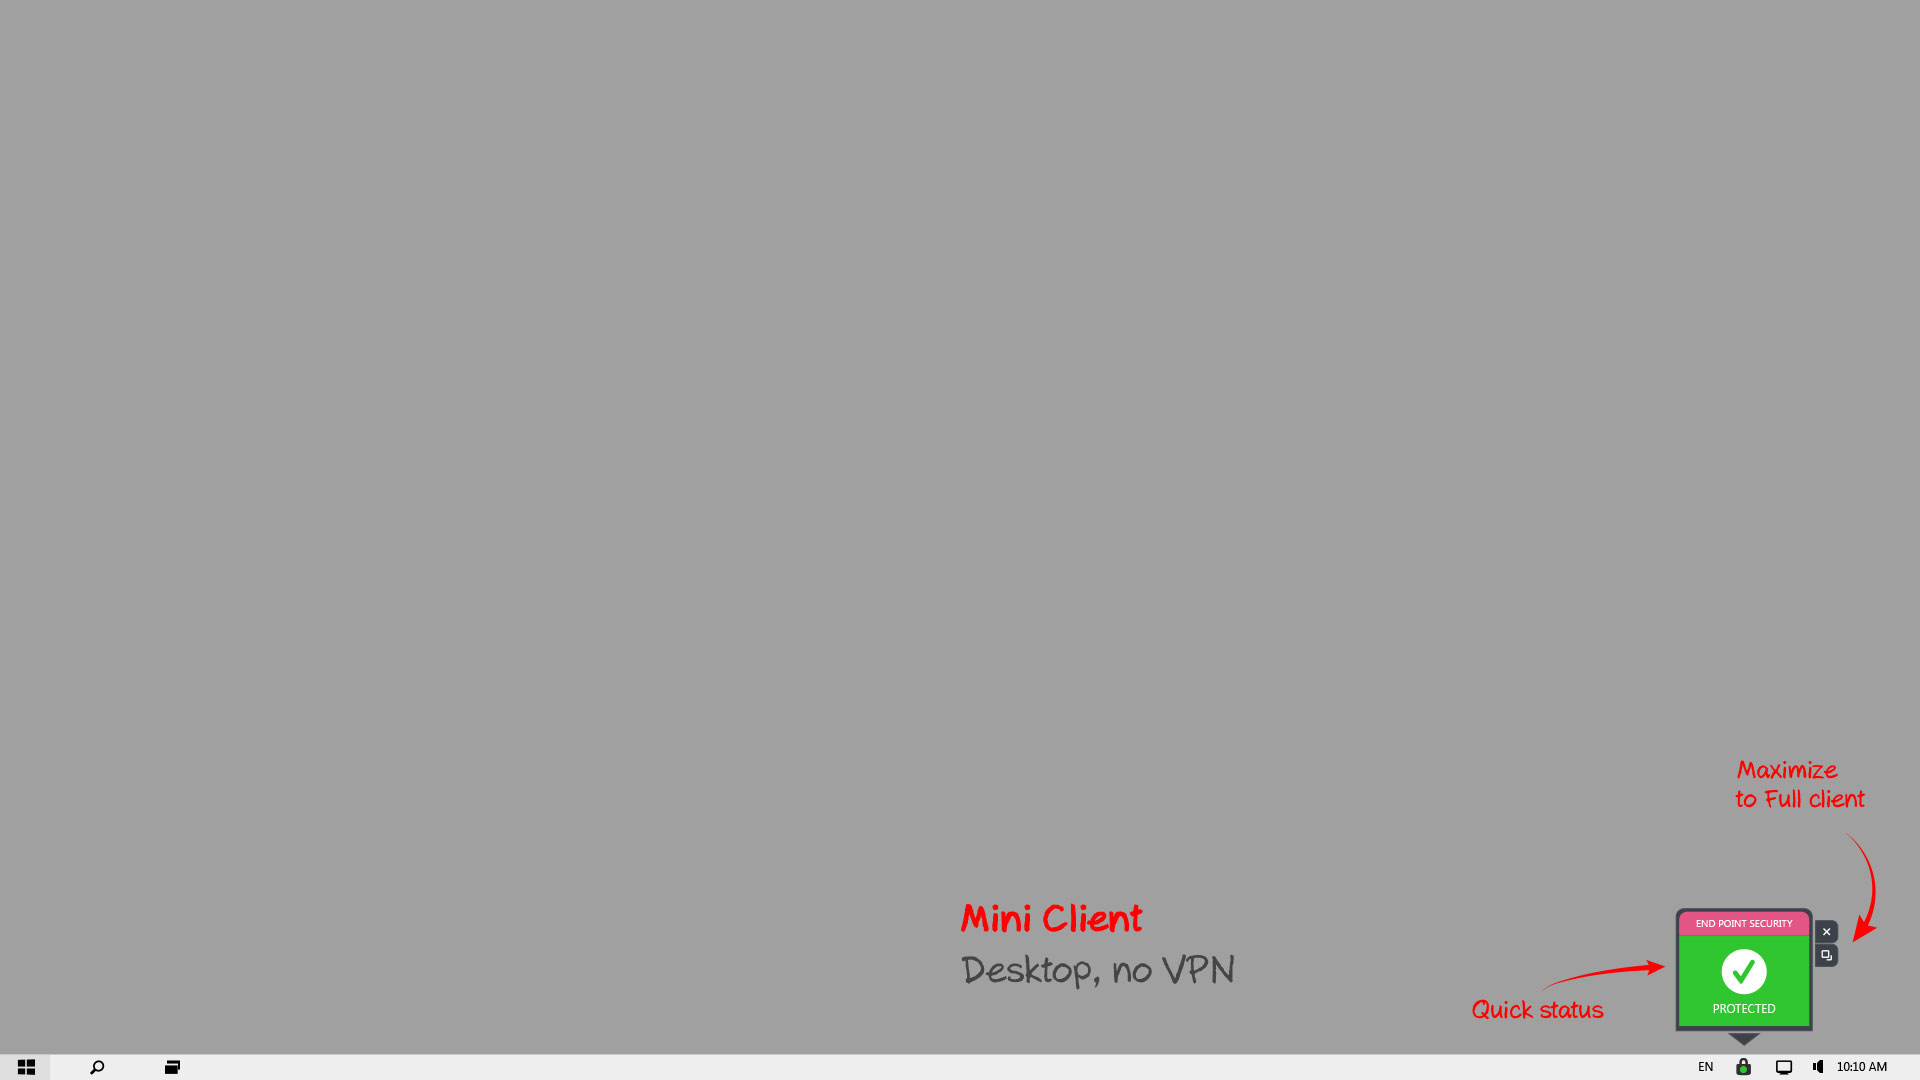 Maximize
to Full client
Mini Client
Desktop, no VPN
Quick status
END POINT SECURITY
PROTECTED
EN
10:10 AM